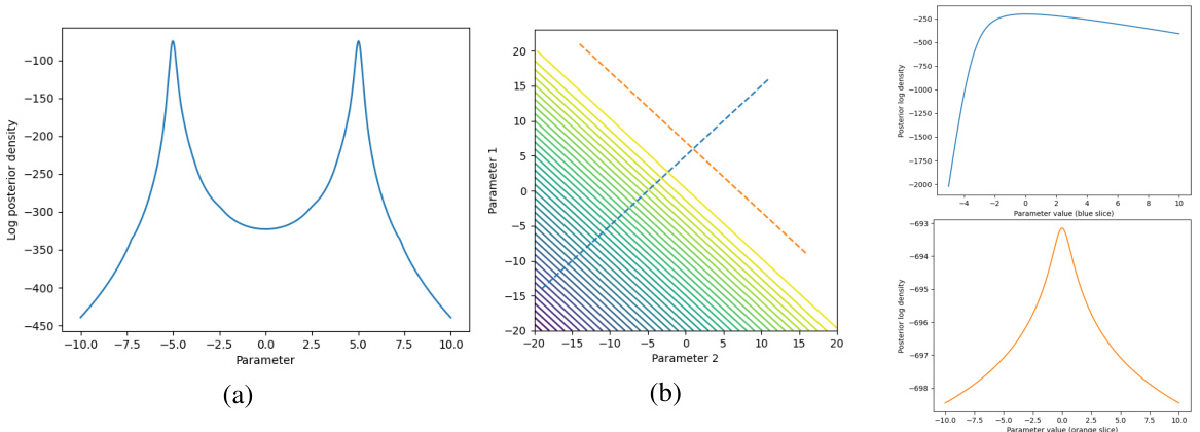 −100
−150
−200
−250
−300
−350
−400
−450
Log posterior density
−10.0 −7.5 −5.0 −2.5 0.0 2.5 5.0 7.5 10.0
Parameter
(a)
20
15
10
5
0
−5
−10
−15
−20
Parameter 1
−20 −15 −10 −5 0 5 10 15 20
Parameter 2
(b)
−250
−500
−750
−1000
−1250
−1500
−1750
−2000
Posterior log density
−4 −2 0 2 4 6 8 10
Parameter value (blue slice)
−693
−694
−695
−696
−697
−698
Posterior log density
−10.0 −7.5 −5.0 −2.5 0.0 2.5 5.0 7.5 10.0
Parameter value (orange slice)